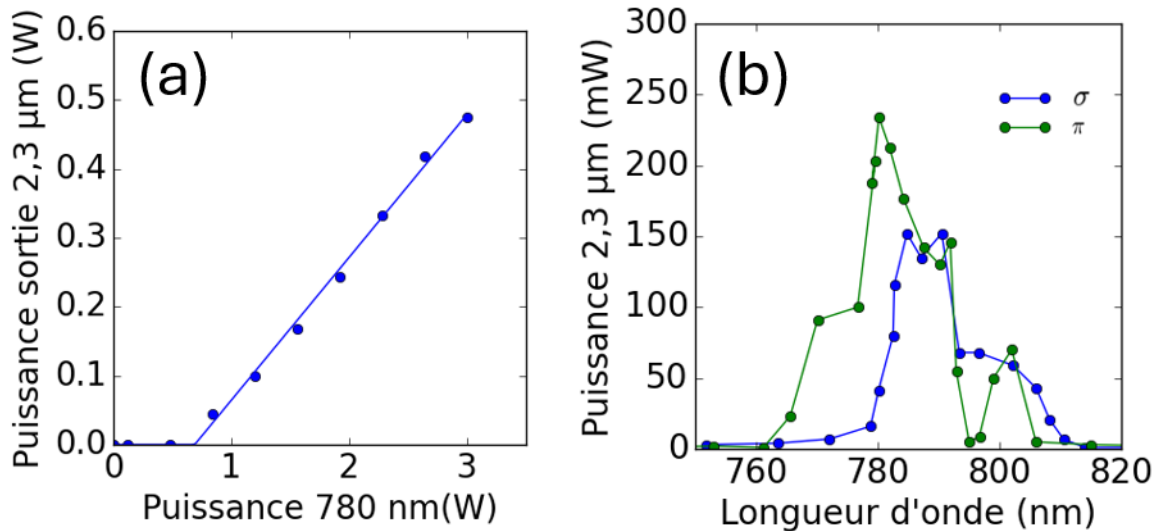 (a)
Puisssance sortie 2,3 µm (W)
0.6
0.5
0.4
0.3
0.2
0.1
0.0
0 1 2 3
Puissance 780 nm(W)
(b)
Puissance 2,3 µm (mW)
300
250
200
150
100
50
0
σ
π
760 780 800 820
Longueur d'onde (nm)